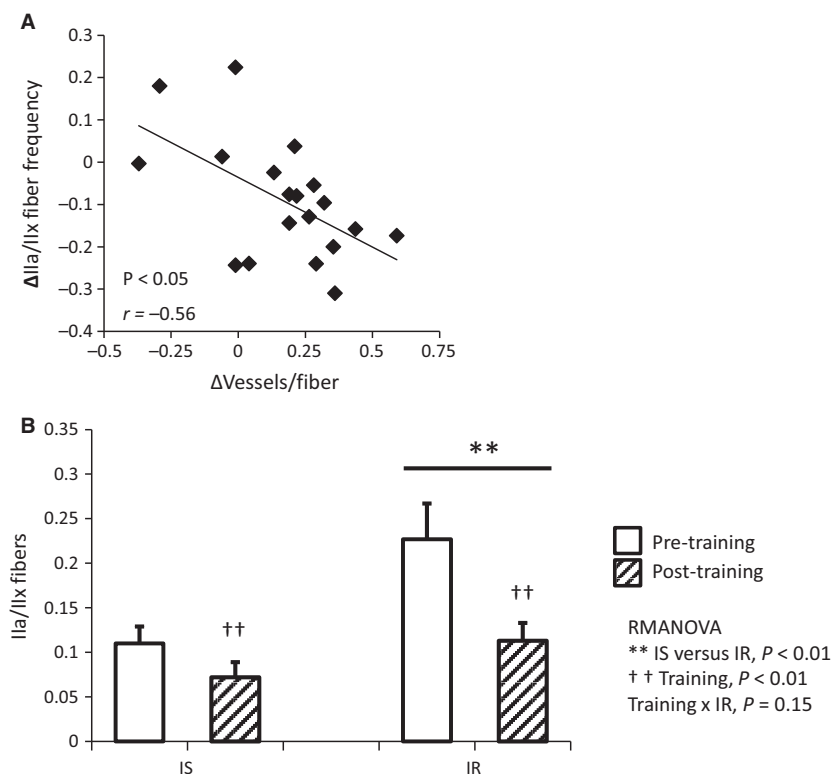 A
0.3
0.2
0.1
0
–0.1
–0.2
–0.3
–0.4
ΔIIa/IIx fiber frequency
P < 0.05
r = –0.56
–0.5 –0.25 0 0.25 0.5 0.75
ΔVessels/fiber
B
0.35
0.3
0.25
0.2
0.15
0.1
0.05
0
IIa/IIx fibers
**
††
††
IS IR
Pre-training
Post-training
RMANOVA
** IS versus IR, P < 0.01
† † Training, P < 0.01
Training x IR, P = 0.15